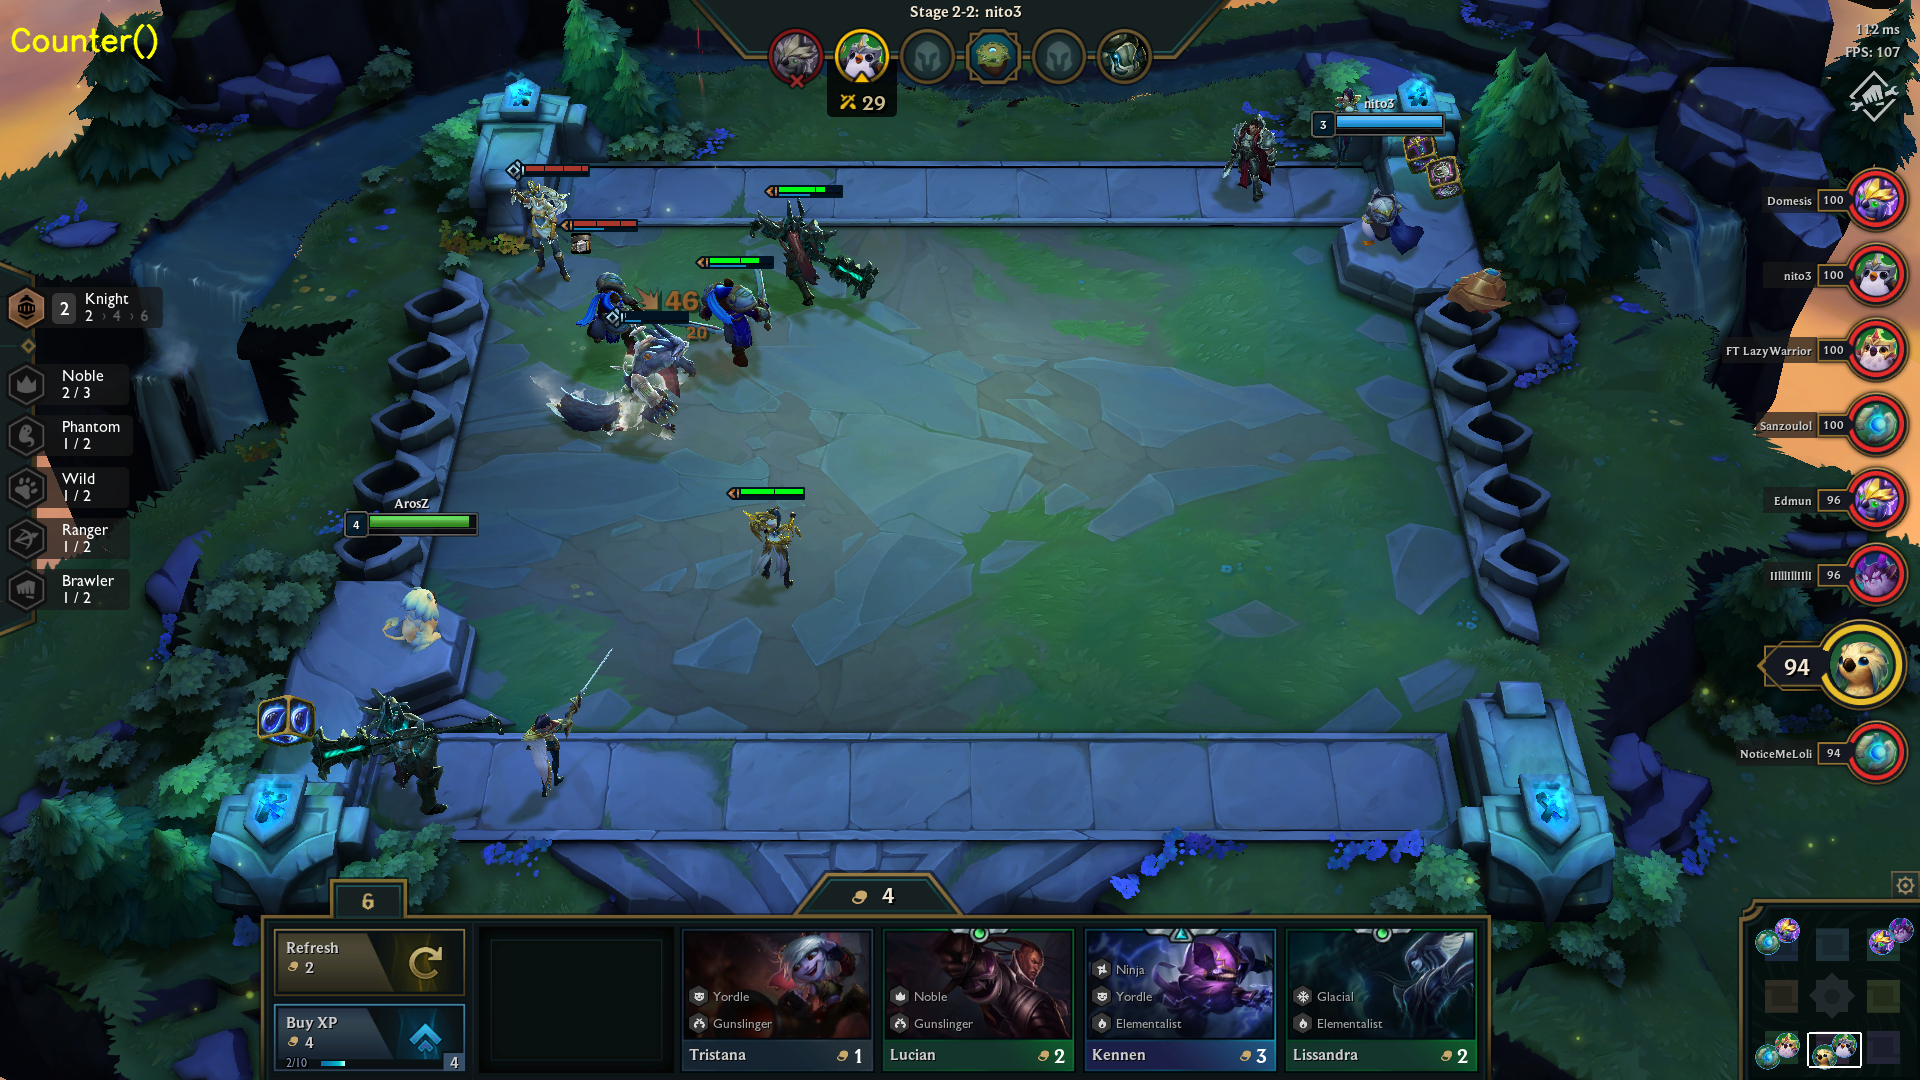 Counter()
Stage 2-2: nito3
29
112 ms
FPS: 107
nito3
3
Domesis 100
nito3 100
FT LazyWarrior 100
Sanzoulol 100
Edmun 96
96
94
NoticeMeLoli 94
2
Knight
2 › 4 › 6
Noble
2 / 3
Phantom
1 / 2
Wild
1 / 2
Ranger
1 / 2
Brawler
1 / 2
46
20
ArosZ
4
6
4
Refresh
2
Buy XP
4
2/10
4
Yordle
Gunslinger
Tristana 1
Noble
Gunslinger
Lucian 2
Ninja
Yordle
Elementalist
Kennen 3
Glacial
Elementalist
Lissandra 2